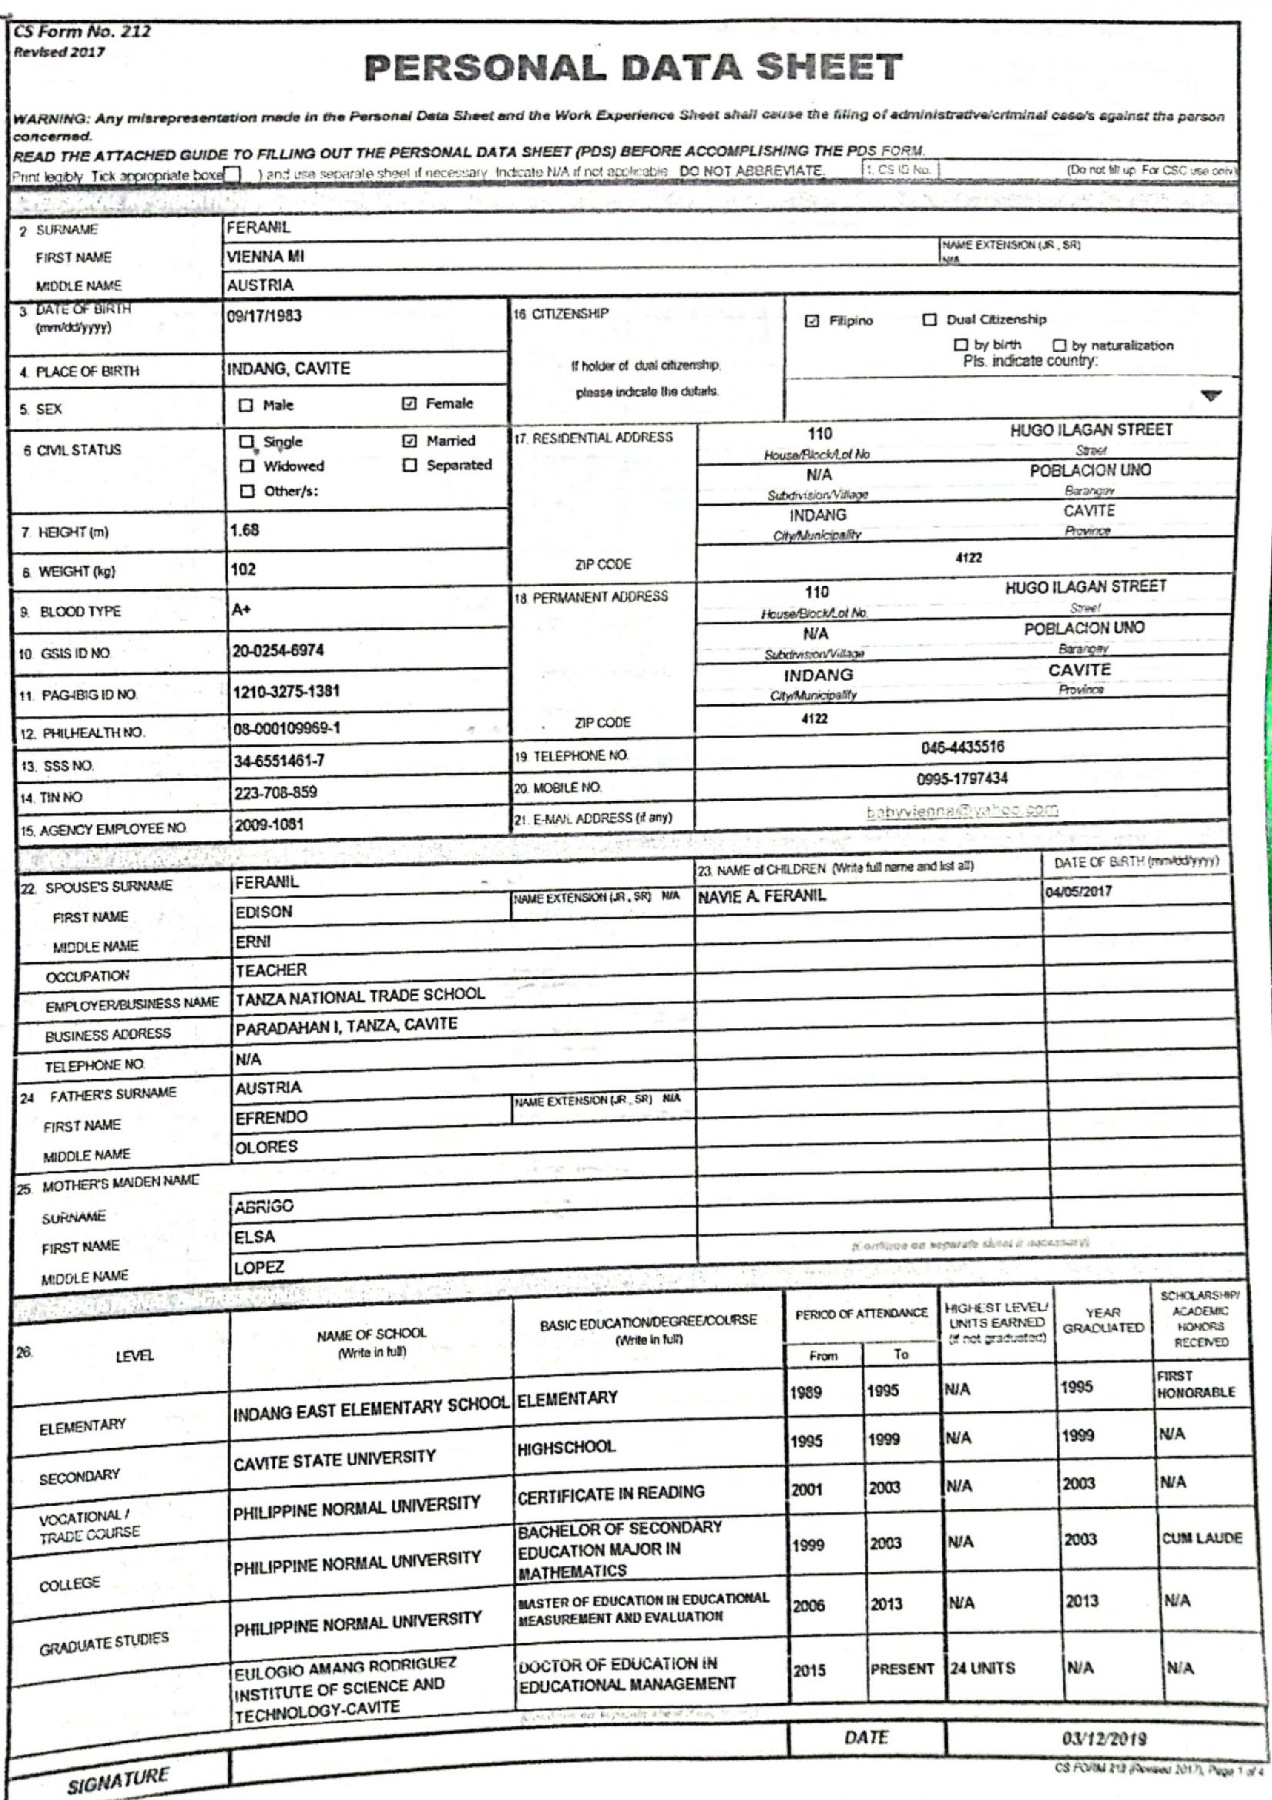 CS Form No. 212
Revised 2017
PERSONAL DATA SHEET
WARNING: Any misrepresentation made in the Personal Data Sheet and the Work Experience Sheet shall cause the filing of administrative/criminal case/s against the person
concerned.
READ THE ATTACHED GUIDE TO FILLING OUT THE PERSONAL DATA SHEET (PDS) BEFORE ACCOMPLISHING THE PDS FORM.
Print legibly. Tick appropriate boxe ) and use separate sheet if necessary. Indicate N/A if not applicable. DO NOT ABBREVIATE. 1. CS ID No. (Do not fill up. For CSC use only)
2 SURNAME FERANIL
FIRST NAME VIENNA MI NAME EXTENSION (JR., SR) N/A
MIDDLE NAME AUSTRIA
3. DATE OF BIRTH (mm/dd/yyyy) 09/17/1983
4. PLACE OF BIRTH INDANG, CAVITE
5. SEX ☐ Male ☑ Female
6 CIVIL STATUS ☐ Single ☑ Married
☐ Widowed ☐ Separated
☐ Other/s:
7. HEIGHT (m) 1.68
8. WEIGHT (kg) 102
9. BLOOD TYPE A+
10. GSIS ID NO. 20-0254-6974
11. PAG-IBIG ID NO. 1210-3275-1381
12. PHILHEALTH NO. 08-000109969-1
13. SSS NO. 34-6551461-7
14. TIN NO 223-708-859
15. AGENCY EMPLOYEE NO. 2009-1081
16 CITIZENSHIP ☑ Filipino ☐ Dual Citizenship
☐ by birth ☐ by naturalization
If holder of dual citizenship, please indicate the details.
Pls. indicate country:
17. RESIDENTIAL ADDRESS 110 HUGO ILAGAN STREET
House/Block/Lot No. Street
N/A POBLACION UNO
Subdivision/Village Barangay
INDANG CAVITE
City/Municipality Province
ZIP CODE 4122
18. PERMANENT ADDRESS 110 HUGO ILAGAN STREET
House/Block/Lot No. Street
N/A POBLACION UNO
Subdivision/Village Barangay
INDANG CAVITE
City/Municipality Province
ZIP CODE 4122
19. TELEPHONE NO. 046-4435516
20. MOBILE NO. 0995-1797434
21. E-MAIL ADDRESS (if any) babyvienna@yahoo.com
22. SPOUSE'S SURNAME FERANIL
FIRST NAME EDISON NAME EXTENSION (JR., SR) N/A
MIDDLE NAME ERNI
OCCUPATION TEACHER
EMPLOYER/BUSINESS NAME TANZA NATIONAL TRADE SCHOOL
BUSINESS ADDRESS PARADAHAN I, TANZA, CAVITE
TELEPHONE NO. N/A
24 FATHER'S SURNAME AUSTRIA
FIRST NAME EFRENDO NAME EXTENSION (JR., SR) N/A
MIDDLE NAME OLORES
25. MOTHER'S MAIDEN NAME
SURNAME ABRIGO
FIRST NAME ELSA
MIDDLE NAME LOPEZ
23. NAME of CHILDREN (Write full name and list all) DATE OF BIRTH (mm/dd/yyyy)
NAVIE A. FERANIL 04/05/2017
(Continue on separate sheet if necessary)
26. LEVEL NAME OF SCHOOL (Write in full) BASIC EDUCATION/DEGREE/COURSE (Write in full) PERIOD OF ATTENDANCE From To HIGHEST LEVEL/ UNITS EARNED (if not graduated) YEAR GRADUATED SCHOLARSHIP/ ACADEMIC HONORS RECEIVED
ELEMENTARY INDANG EAST ELEMENTARY SCHOOL ELEMENTARY 1989 1995 N/A 1995 FIRST HONORABLE
SECONDARY CAVITE STATE UNIVERSITY HIGHSCHOOL 1995 1999 N/A 1999 N/A
VOCATIONAL / TRADE COURSE PHILIPPINE NORMAL UNIVERSITY CERTIFICATE IN READING 2001 2003 N/A 2003 N/A
COLLEGE PHILIPPINE NORMAL UNIVERSITY BACHELOR OF SECONDARY EDUCATION MAJOR IN MATHEMATICS 1999 2003 N/A 2003 CUM LAUDE
GRADUATE STUDIES PHILIPPINE NORMAL UNIVERSITY MASTER OF EDUCATION IN EDUCATIONAL MEASUREMENT AND EVALUATION 2006 2013 N/A 2013 N/A
EULOGIO AMANG RODRIGUEZ INSTITUTE OF SCIENCE AND TECHNOLOGY-CAVITE DOCTOR OF EDUCATION IN EDUCATIONAL MANAGEMENT 2015 PRESENT 24 UNITS N/A N/A
(Continue on separate sheet if necessary)
SIGNATURE DATE 03/12/2019
CS FORM 212 (Revised 2017), Page 1 of 4